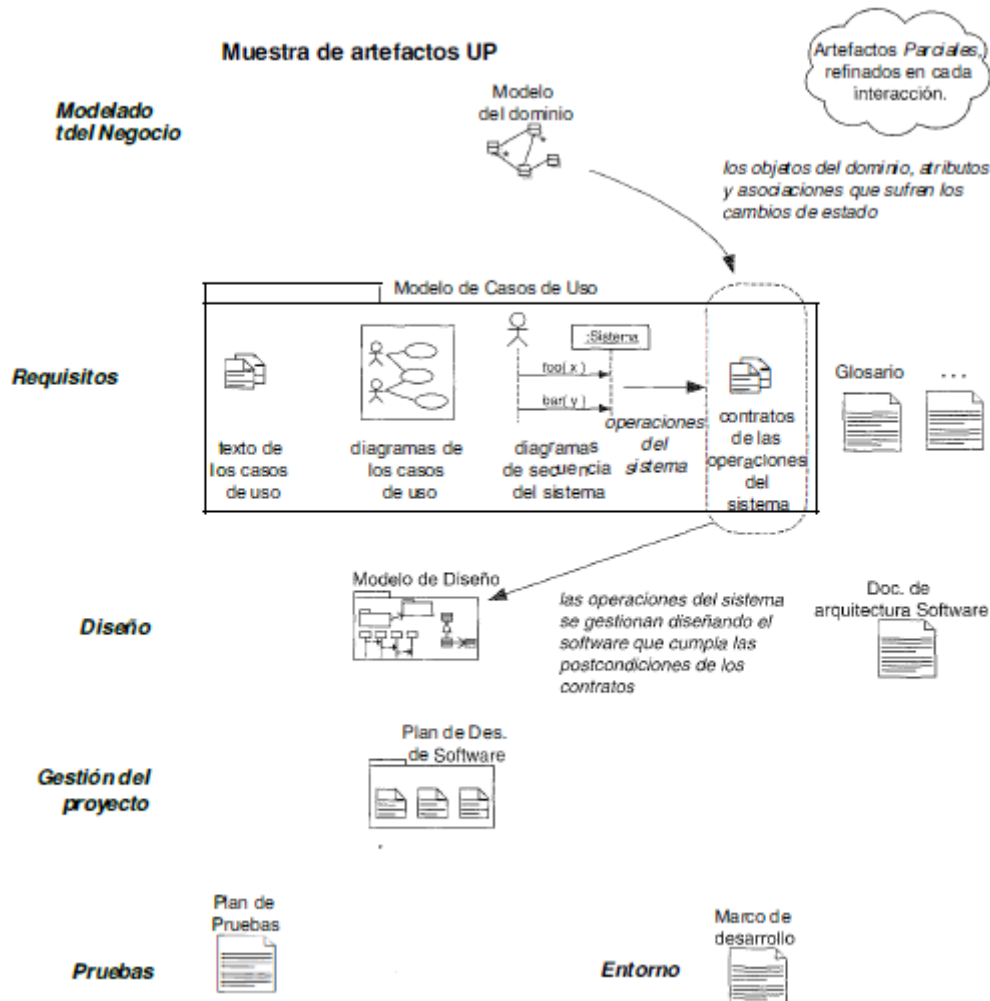 Muestra de artefactos UP
Artefactos Parciales,
refinados en cada
interacción.
Modelado
tdel Negocio
Modelo
del dominio
los objetos del dominio, atributos
y asociaciones que sufren los
cambios de estado
Modelo de Casos de Uso
Requisitos
:Sistema
foo( x )
bar( y )
texto de
los casos
de uso
diagramas de
los casos
de uso
diagramas
de secuencia
del sistema
operaciones
del
sistema
contratos
de las
operaciones
del
sistema
Glosario
. . .
Diseño
Modelo de Diseño
las operaciones del sistema
se gestionan diseñando el
software que cumpla las
postcondiciones de los
contratos
Doc. de
arquitectura Software
Gestión del
proyecto
Plan de Des.
de Software
Pruebas
Plan de
Pruebas
Entorno
Marco de
desarrollo